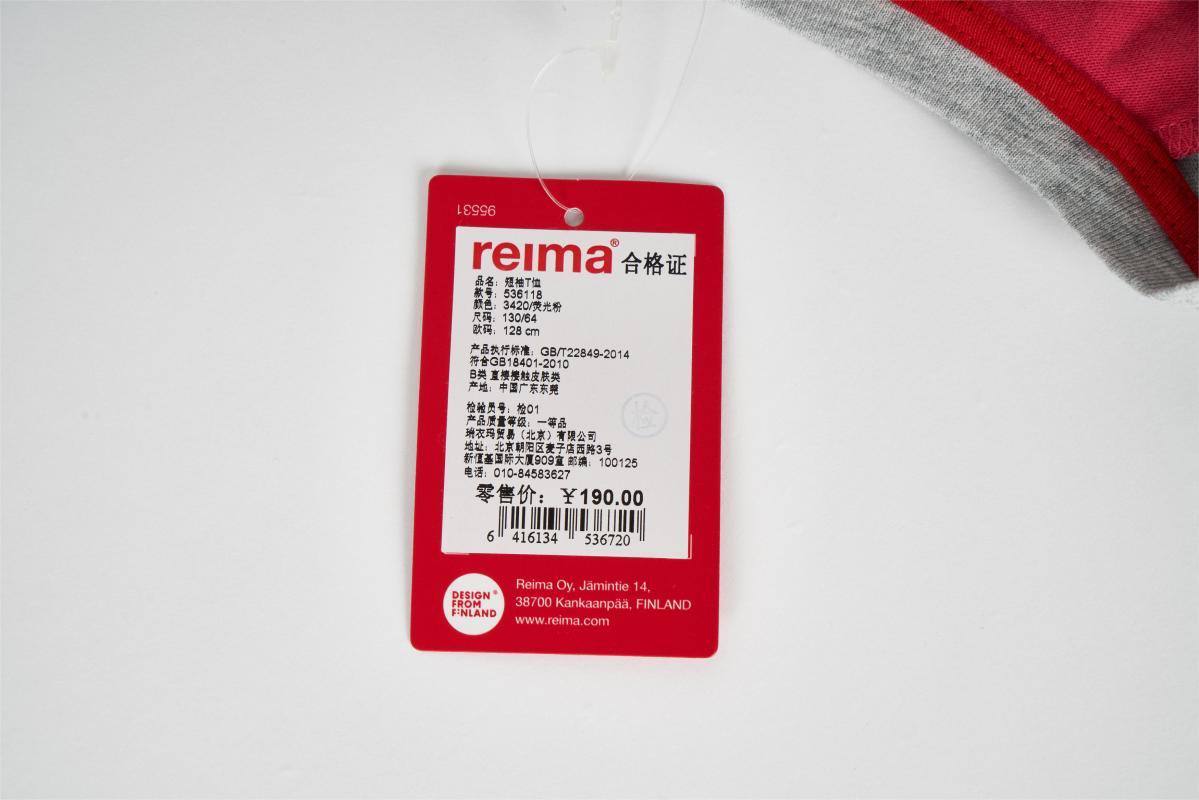 95531
reima® 合格证
品名：短袖T恤
款号：536118
颜色：3420/荧光粉
尺码：130/64
欧码：128 cm
产品执行标准：GB/T22849-2014
符合GB18401-2010
B类 直接接触皮肤类
产地：中国广东东莞
检验员号：检01
产品质量等级：一等品
瑞衣玛贸易（北京）有限公司
地址：北京朝阳区麦子店西路3号
新恒基国际大厦909室 邮编：100125
电话：010-84583627
检
零售价：￥190.00
6 416134 536720
DESIGN®
FROM
FINLAND
Reima Oy, Jämintie 14,
38700 Kankaanpää, FINLAND
www.reima.com